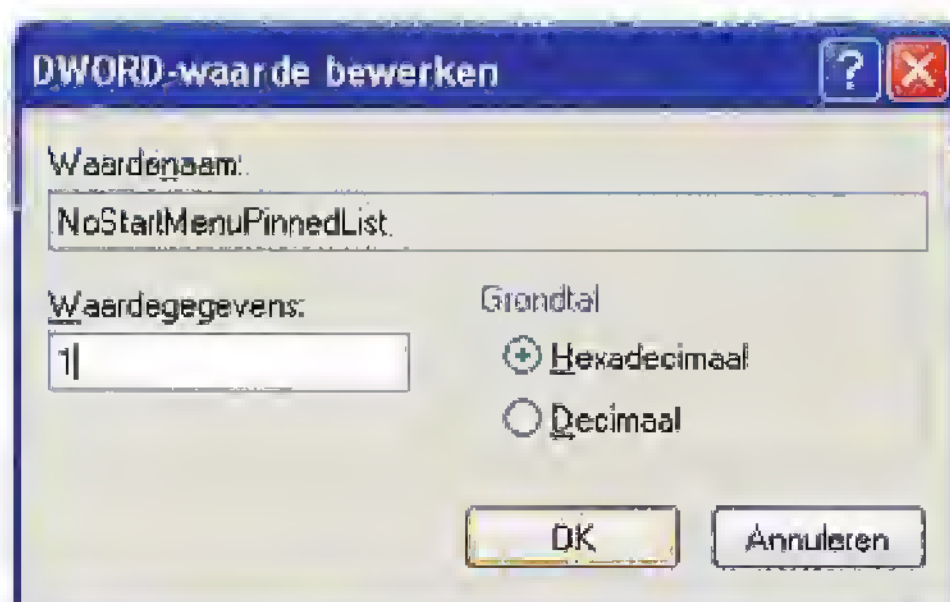 DWORD-waarde bewerken
Waardenaam:
NoStartMenuPinnedList
Waardegegevens:
1
Grondtal
Hexadecimaal
Decimaal
OK
Annuleren